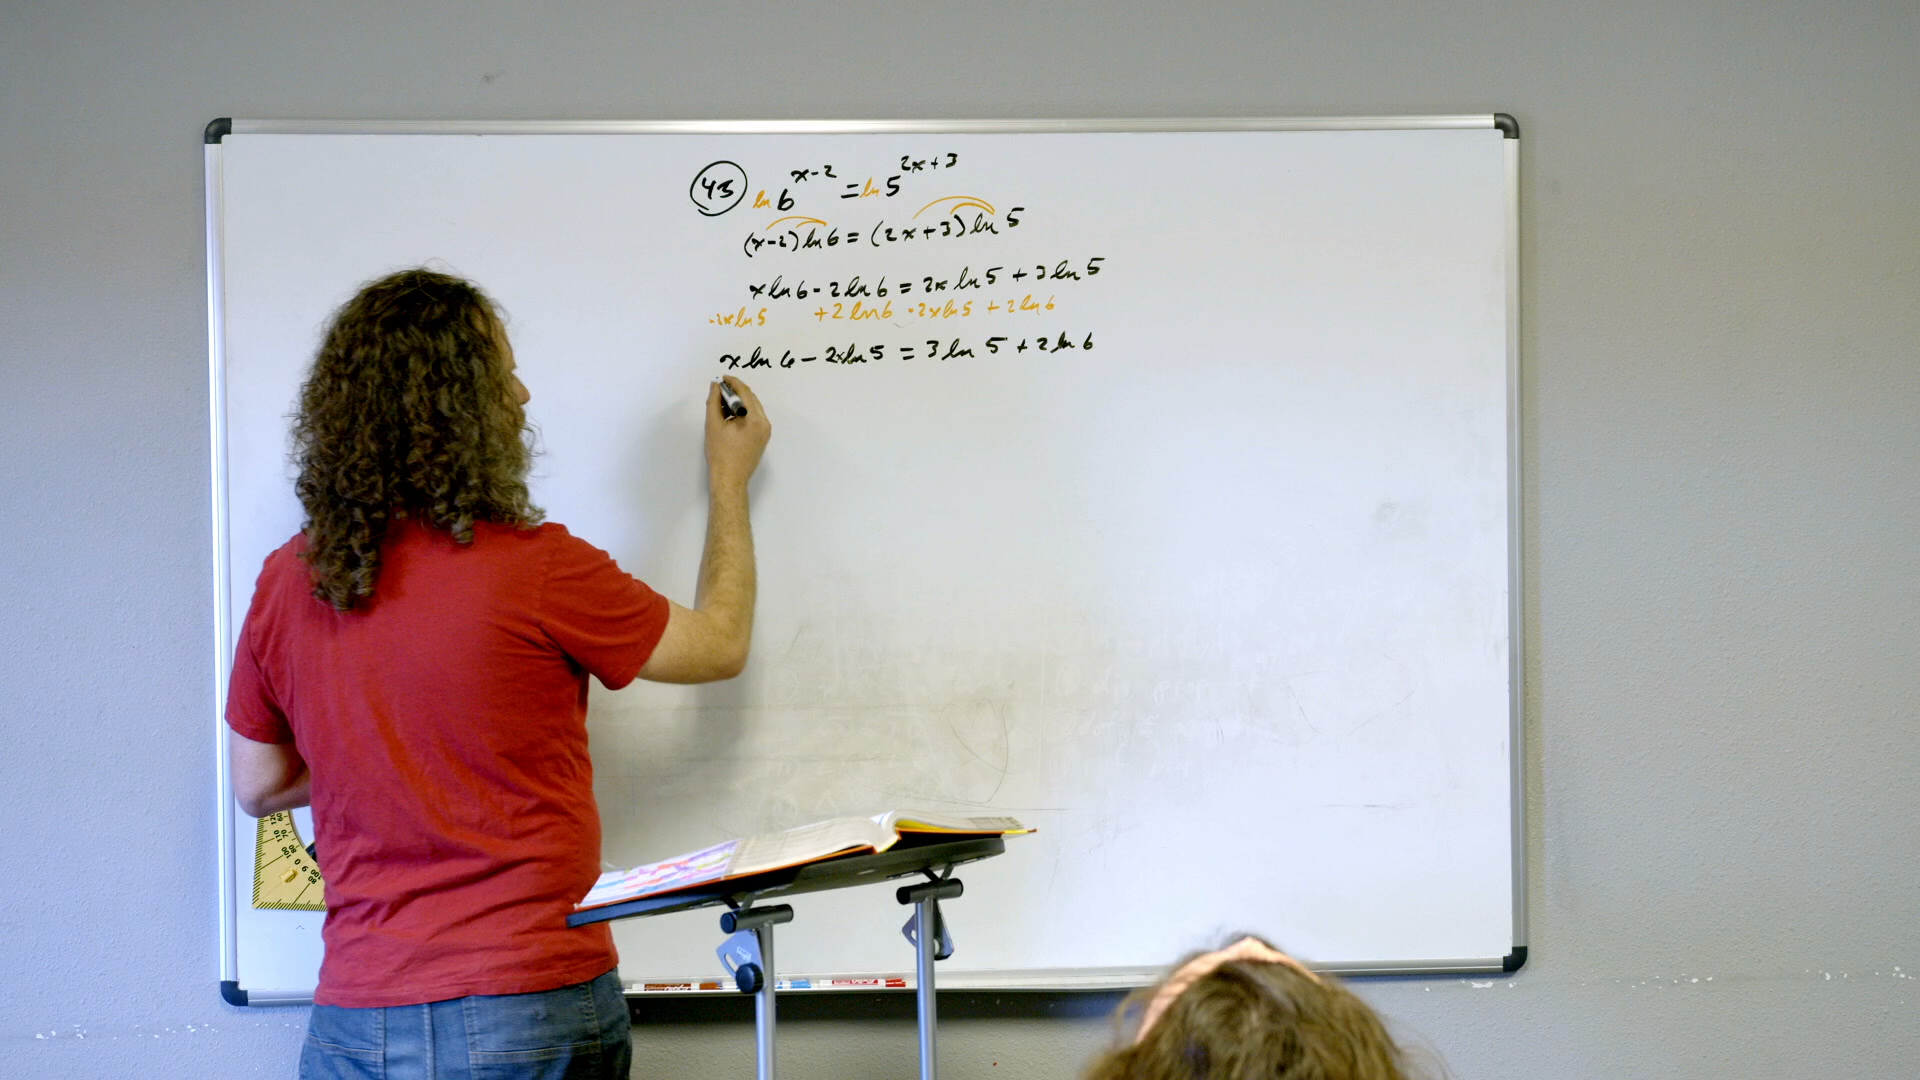 43 ln 6^(x-2) = ln 5^(2x+3)
(x-2) ln 6 = (2x+3) ln 5
x ln 6 - 2 ln 6 = 2x ln 5 + 3 ln 5
-2x ln 5 +2 ln 6 -2x ln 5 + 2 ln 6
x ln 6 - 2x ln 5 = 3 ln 5 + 2 ln 6